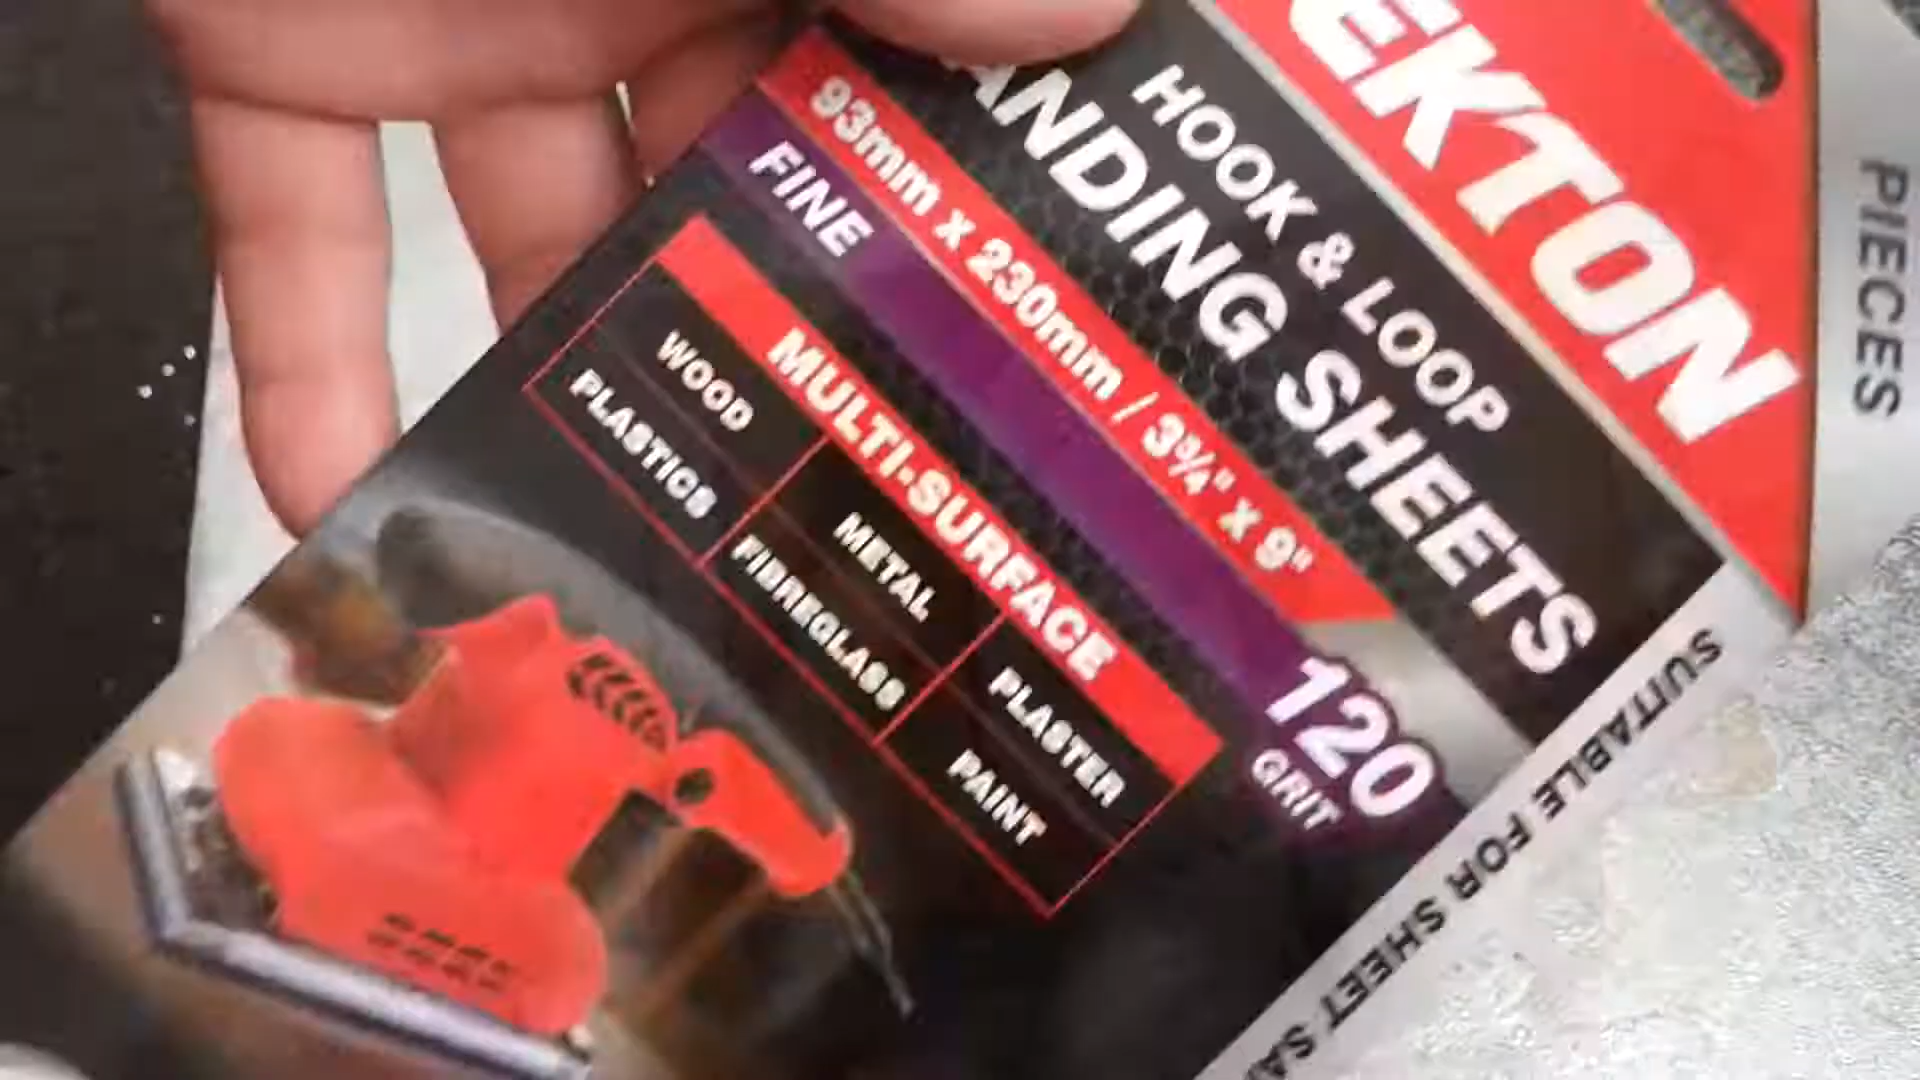 EKTON
HOOK & LOOP
ANDING SHEETS
93mm x 230mm / 3¾" x 9"
FINE
120
GRIT
MULTI-SURFACE
WOOD METAL PLASTER
PLASTICS FIBREGLASS PAINT
PIECES
SUITABLE FOR SHEET SA